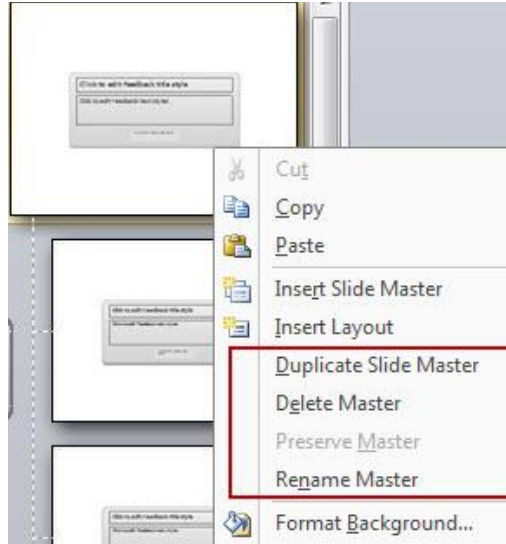 Click to edit Feedback title style
Click to edit Feedback text styles
Cut
Copy
Paste
Insert Slide Master
Insert Layout
Duplicate Slide Master
Delete Master
Preserve Master
Rename Master
Format Background...